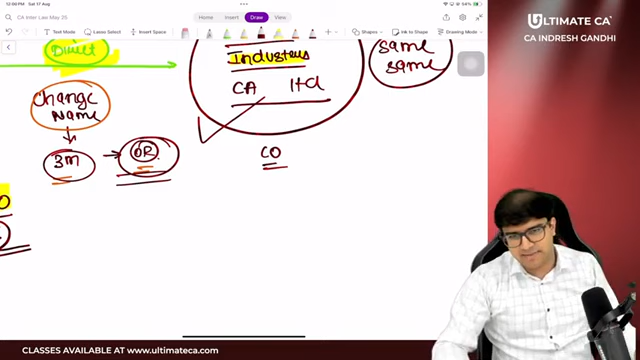 12:00 PM Sat 17 Aug
54%
CA Inter Law May 25
Insert
Draw
View
Text Mode
Lasso Select
Insert Space
Shapes
Ink to Shape
Drawing Mode
ULTIMATE CA
CA INDRESH GANDHI
Direct
Change
Name
3m
OR
Industries
CA
ltd
CO
Same
Same
CLASSES AVAILABLE AT www.ultimateca.com